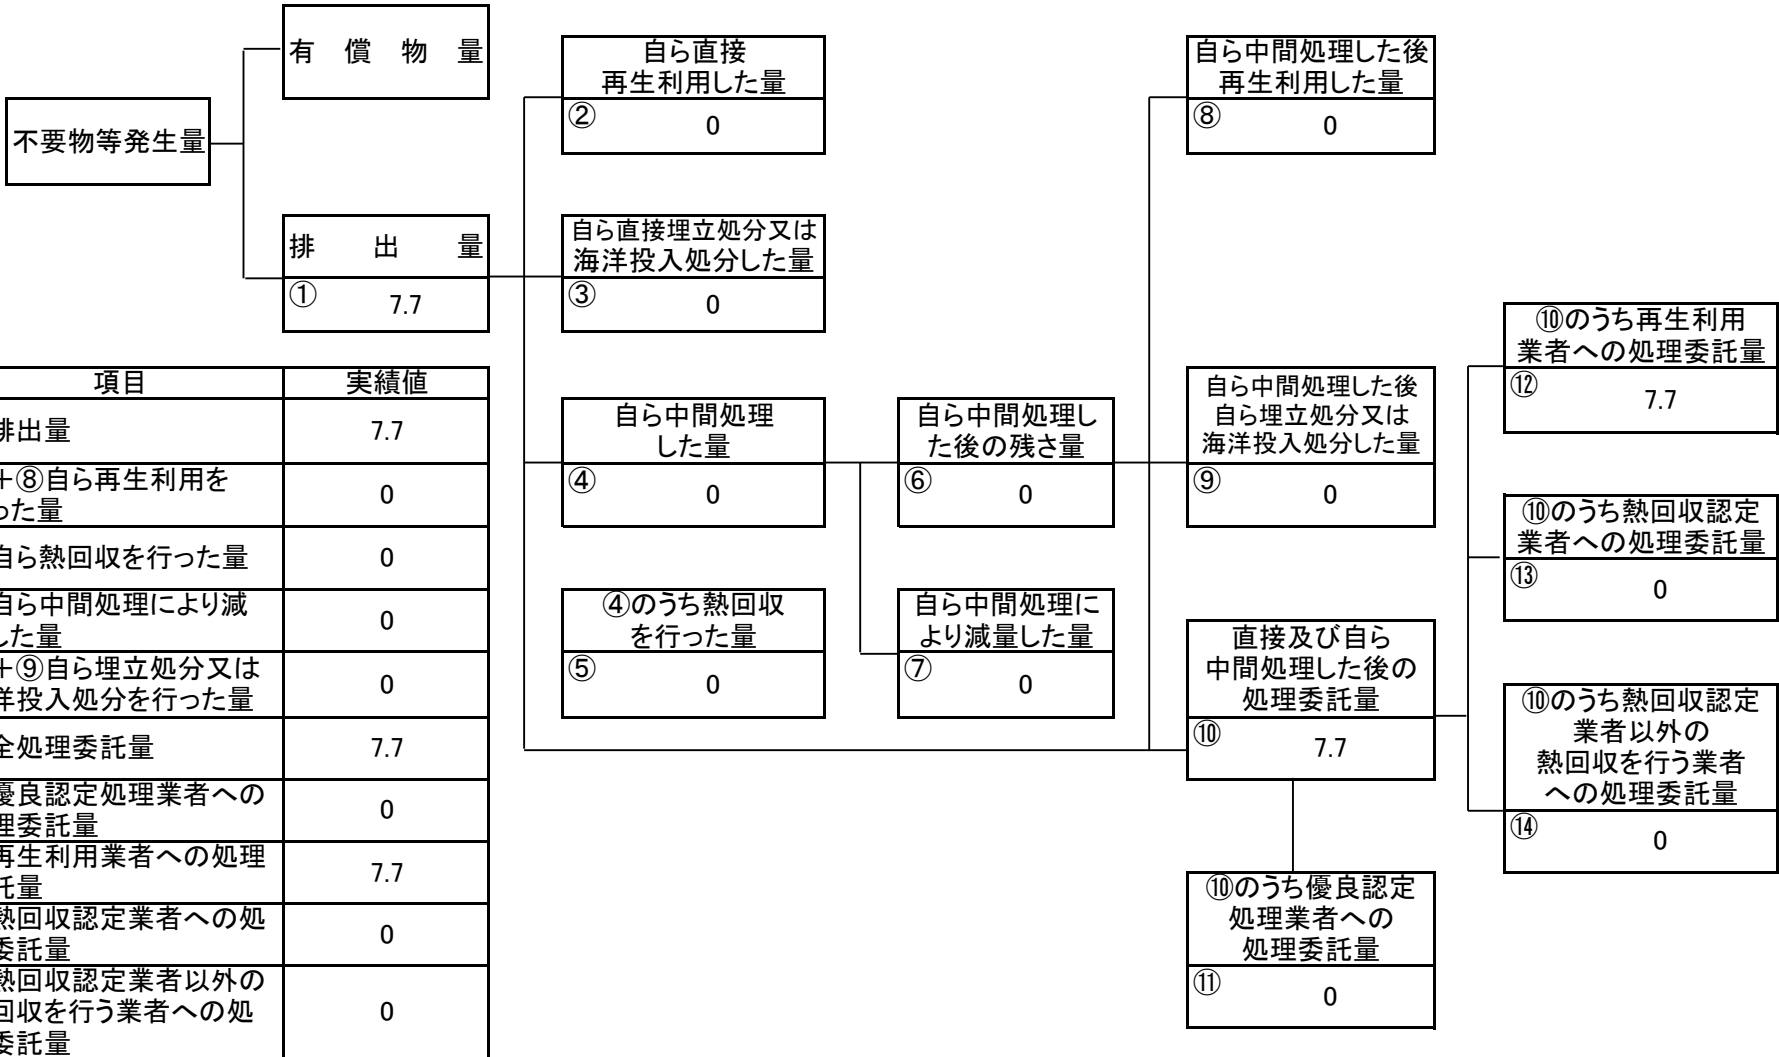 有償物量
不要物等発生量
排出量
① 7.7
自ら直接
再生利用した量
② 0
自ら直接埋立処分又は
海洋投入処分した量
③ 0
自ら中間処理
した量
④ 0
④のうち熱回収
を行った量
⑤ 0
自ら中間処理し
た後の残さ量
⑥ 0
自ら中間処理に
より減量した量
⑦ 0
自ら中間処理した後
再生利用した量
⑧ 0
自ら中間処理した後
自ら埋立処分又は
海洋投入処分した量
⑨ 0
直接及び自ら
中間処理した後の
処理委託量
⑩ 7.7
⑩のうち優良認定
処理業者への
処理委託量
⑪ 0
⑩のうち再生利用
業者への処理委託量
⑫ 7.7
⑩のうち熱回収認定
業者への処理委託量
⑬ 0
⑩のうち熱回収認定
業者以外の
熱回収を行う業者
への処理委託量
⑭ 0
項目 実績値
排出量 7.7
+⑧自ら再生利用を
った量 0
自ら熱回収を行った量 0
自ら中間処理により減
した量 0
+⑨自ら埋立処分又は
洋投入処分を行った量 0
全処理委託量 7.7
優良認定処理業者への
理委託量 0
再生利用業者への処理
託量 7.7
熱回収認定業者への処
委託量 0
熱回収認定業者以外の
回収を行う業者への処
委託量 0